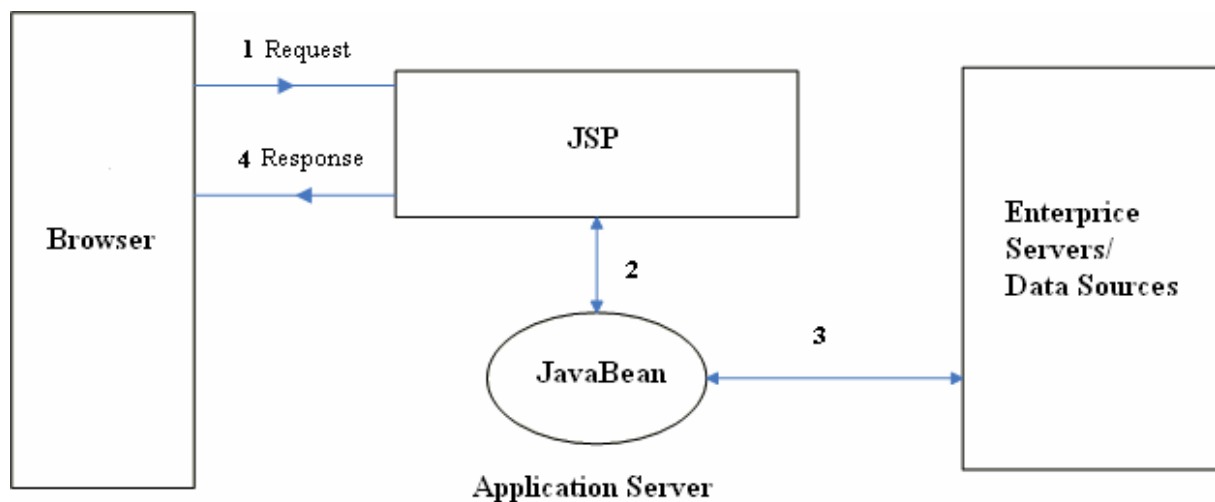 1 Request
JSP
4 Response
Browser
2
JavaBean
3
Enterprice
Servers/
Data Sources
Application Server